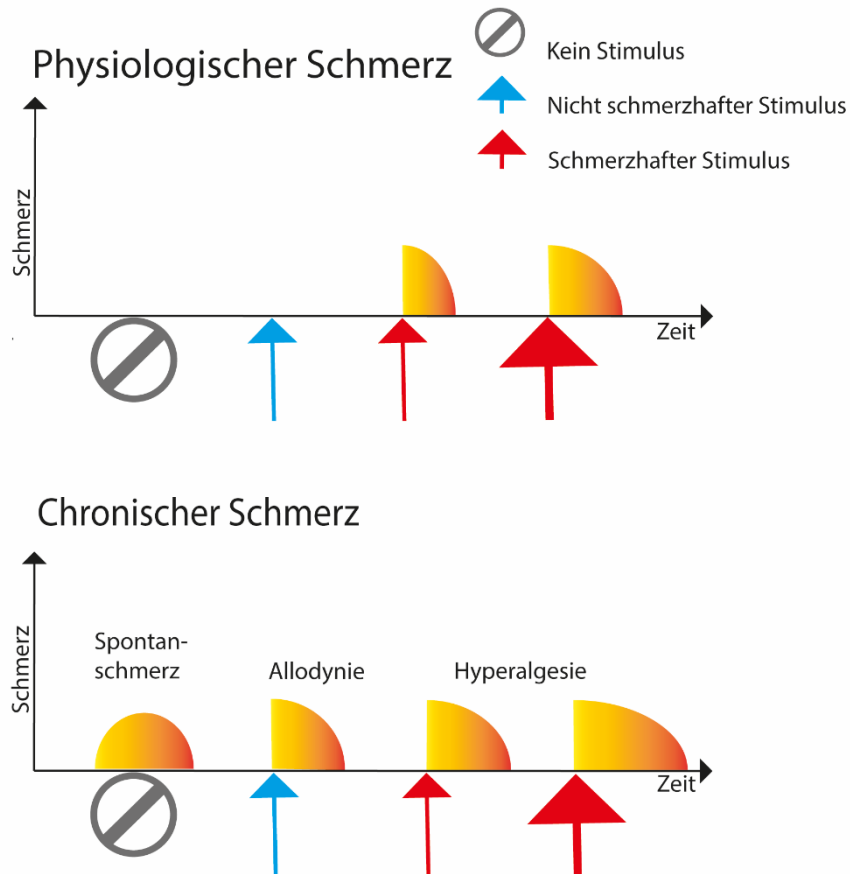 Physiologischer Schmerz
Kein Stimulus
Nicht schmerzhafter Stimulus
Schmerzhafter Stimulus
Schmerz
Zeit
Chronischer Schmerz
Schmerz
Spontan-
schmerz
Allodynie
Hyperalgesie
Zeit